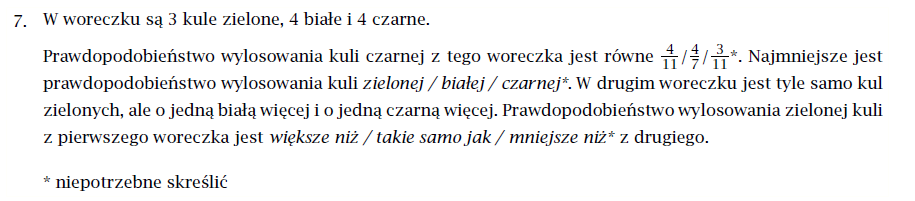 7. W woreczku są 3 kule zielone, 4 białe i 4 czarne.
Prawdopodobieństwo wylosowania kuli czarnej z tego woreczka jest równe 4/11 / 4/7 / 3/11*. Najmniejsze jest
prawdopodobieństwo wylosowania kuli zielonej / białej / czarnej*. W drugim woreczku jest tyle samo kul
zielonych, ale o jedną białą więcej i o jedną czarną więcej. Prawdopodobieństwo wylosowania zielonej kuli
z pierwszego woreczka jest większe niż / takie samo jak / mniejsze niż* z drugiego.
* niepotrzebne skreślić